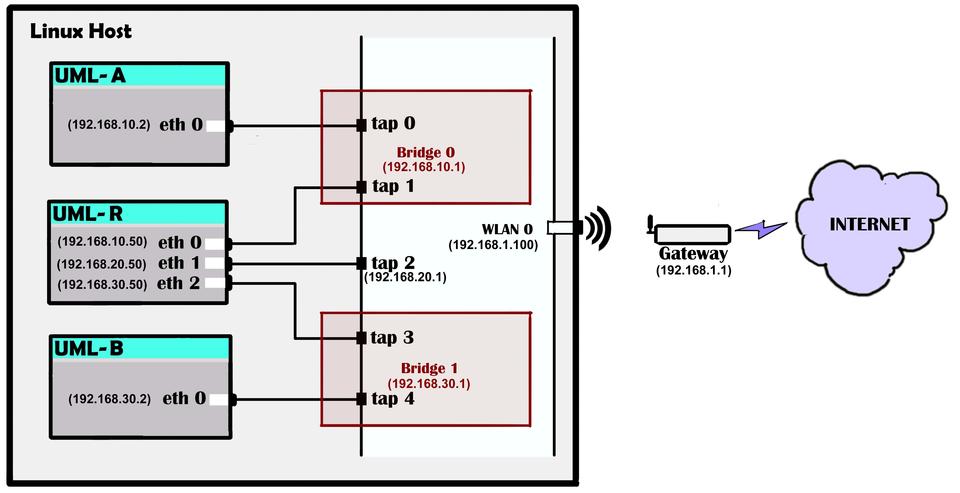 Linux Host
UML-A
(192.168.10.2) eth 0
tap 0
Bridge 0
(192.168.10.1)
tap 1
UML-R
(192.168.10.50) eth 0
(192.168.20.50) eth 1
(192.168.30.50) eth 2
tap 2
(192.168.20.1)
WLAN 0
(192.168.1.100)
Gateway
(192.168.1.1)
INTERNET
tap 3
Bridge 1
(192.168.30.1)
tap 4
UML-B
(192.168.30.2) eth 0